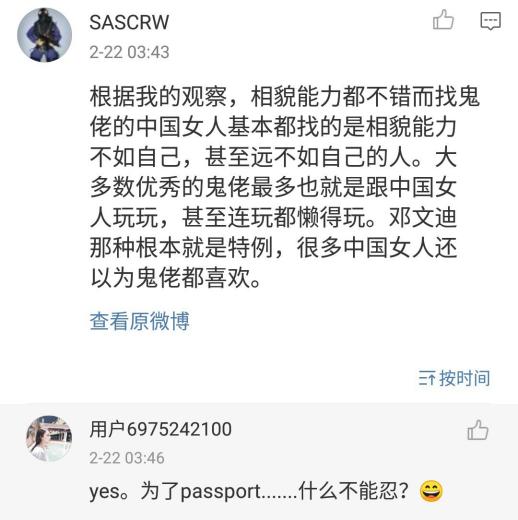 SASCRW
2-22 03:43
根据我的观察，相貌能力都不错而找鬼
佬的中国女人基本都找的是相貌能力
不如自己，甚至远不如自己的人。大
多数优秀的鬼佬最多也就是跟中国女
人玩玩，甚至连玩都懒得玩。邓文迪
那种根本就是特例，很多中国女人还
以为鬼佬都喜欢。
查看原微博
按时间
用户6975242100
2-22 03:46
yes。为了passport.......什么不能忍？😄